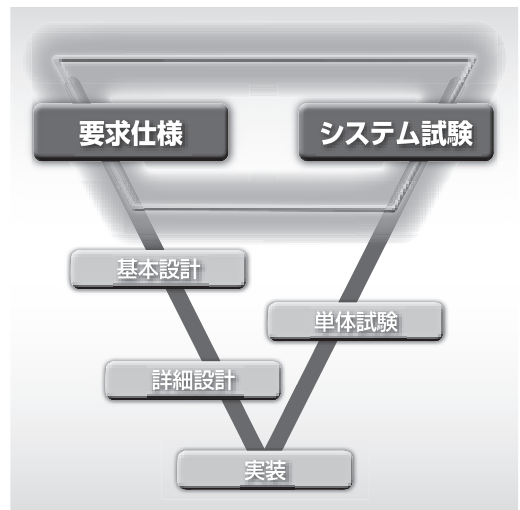 要求仕様
システム試験
基本設計
単体試験
詳細設計
実装